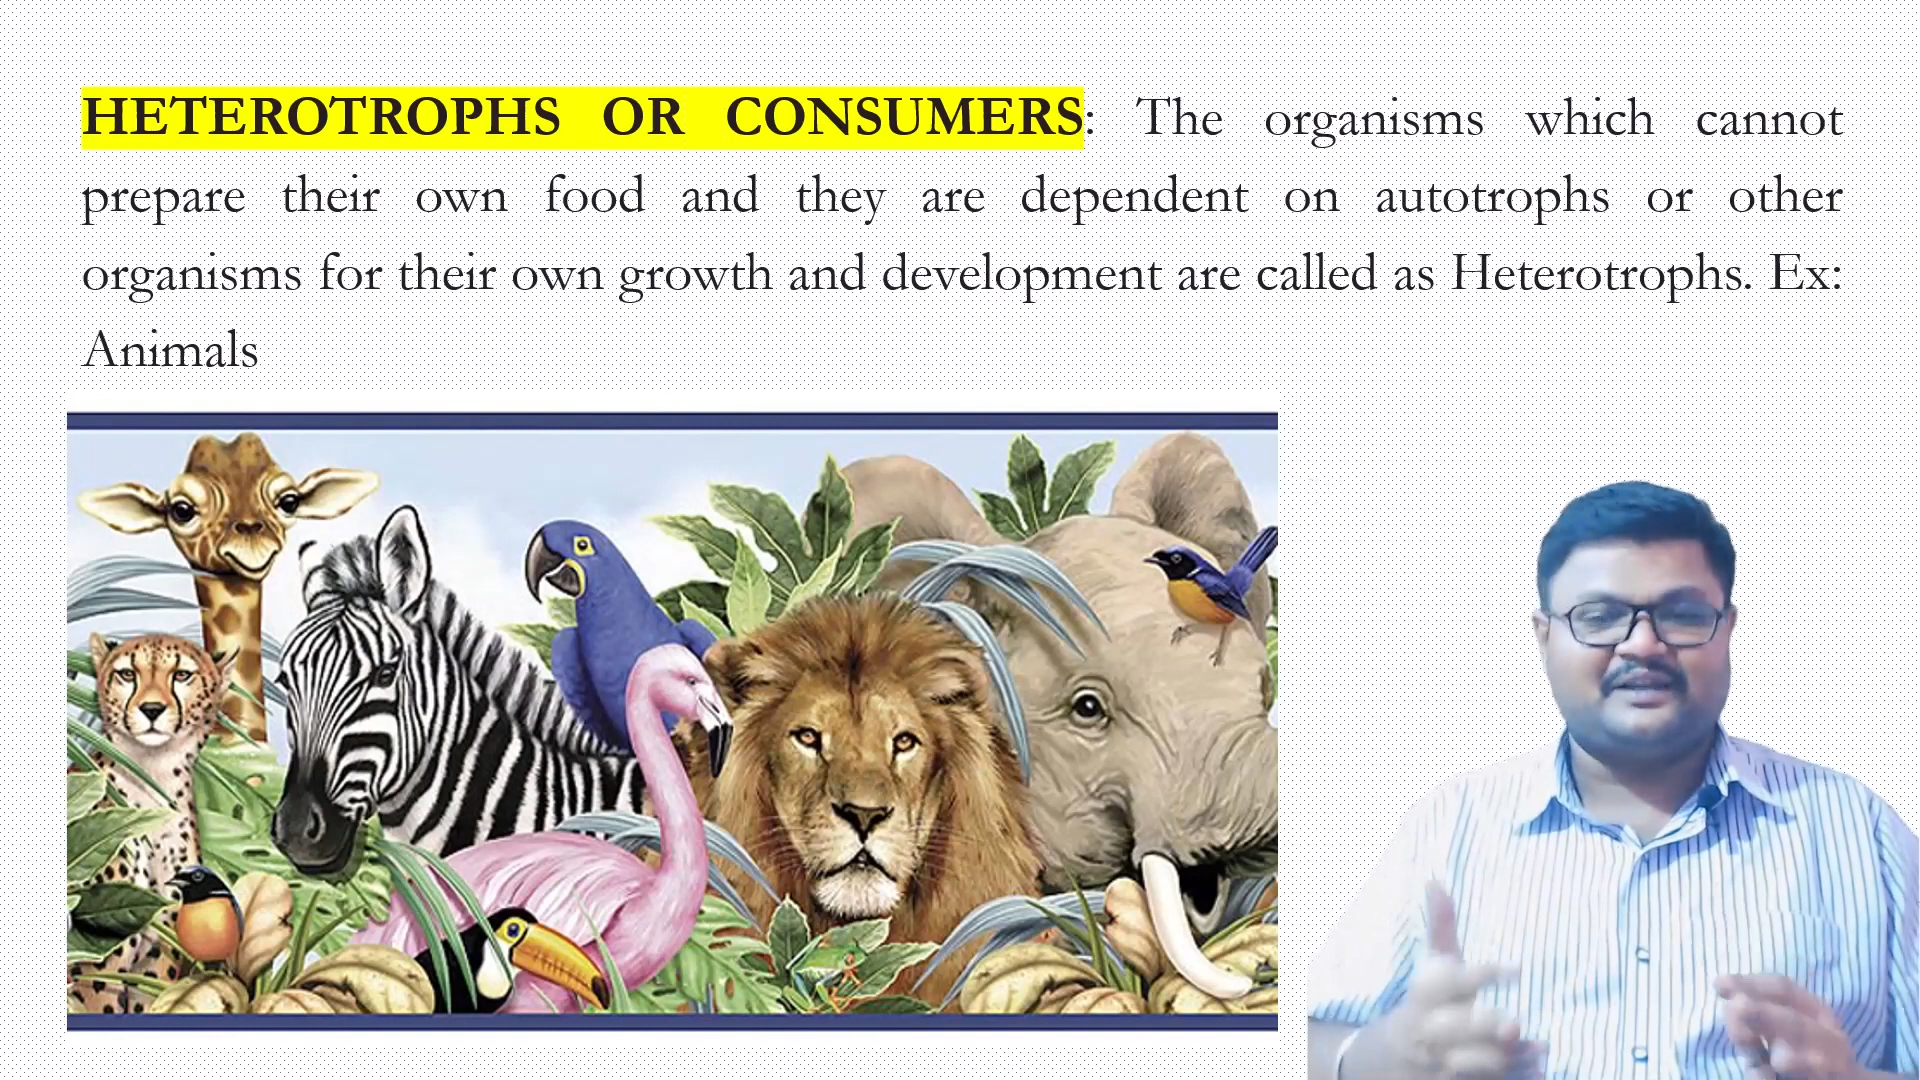 HETEROTROPHS OR CONSUMERS: The organisms which cannot
prepare their own food and they are dependent on autotrophs or other
organisms for their own growth and development are called as Heterotrophs. Ex:
Animals